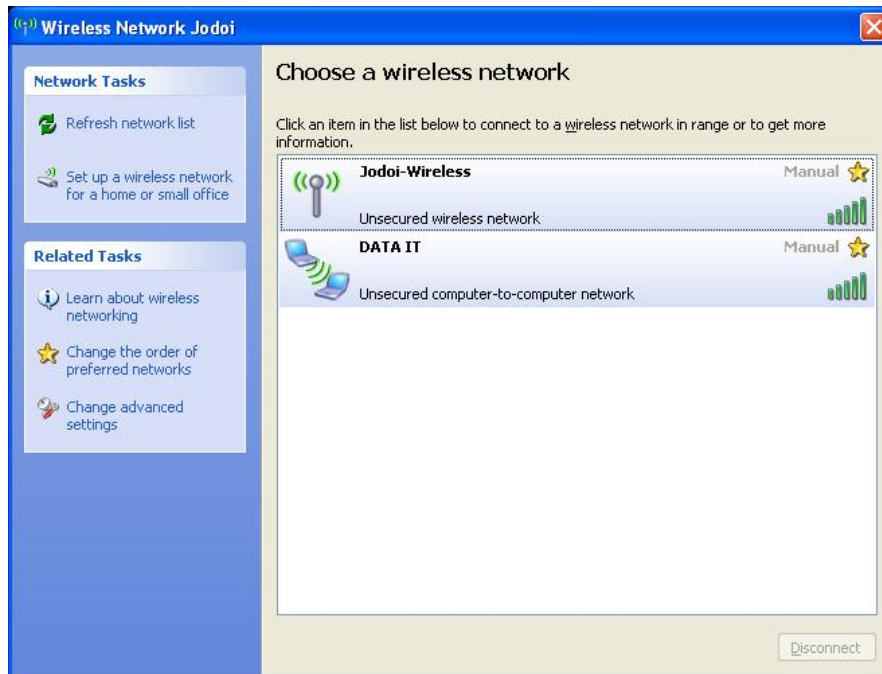 Wireless Network Jodoi
Network Tasks
Refresh network list
Set up a wireless network
for a home or small office
Related Tasks
Learn about wireless
networking
Change the order of
preferred networks
Change advanced
settings
Choose a wireless network
Click an item in the list below to connect to a wireless network in range or to get more
information.
Jodoi-Wireless
Manual
Unsecured wireless network
DATA IT
Manual
Unsecured computer-to-computer network
Disconnect